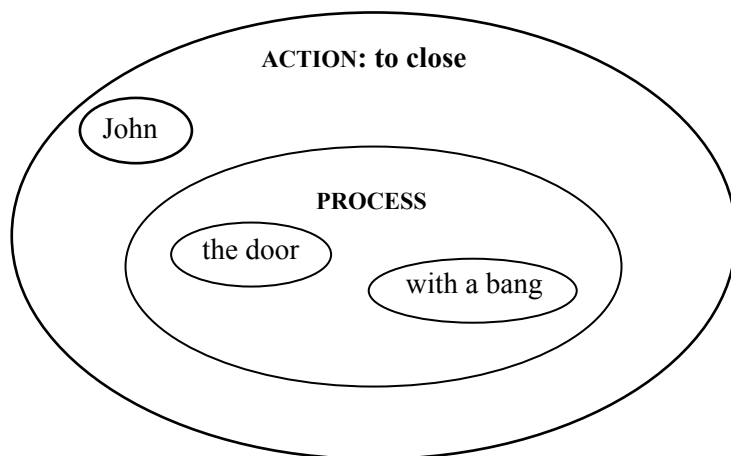 ACTION: to close
John
PROCESS
the door
with a bang